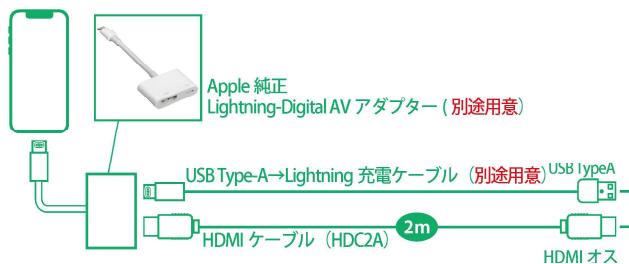 Apple 純正
Lightning-Digital AV アダプター ( 別途用意)
USB Type-A→Lightning 充電ケーブル（別途用意）
USB TypeA
HDMI ケーブル（HDC2A）
2m
HDMI オス